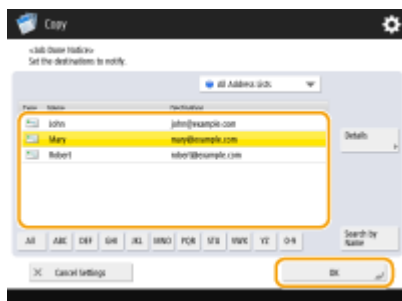 Copy
<Job Done Notice>
Set the destinations to notify.
All Address Lists
Type Name Destination
John john@example.com
Mary mary@example.com
Robert robert@example.com
Details
All ABC DEF GHI JKL MNO PQR STU VWX YZ 0-9
Search by
Name
Cancel Settings
OK